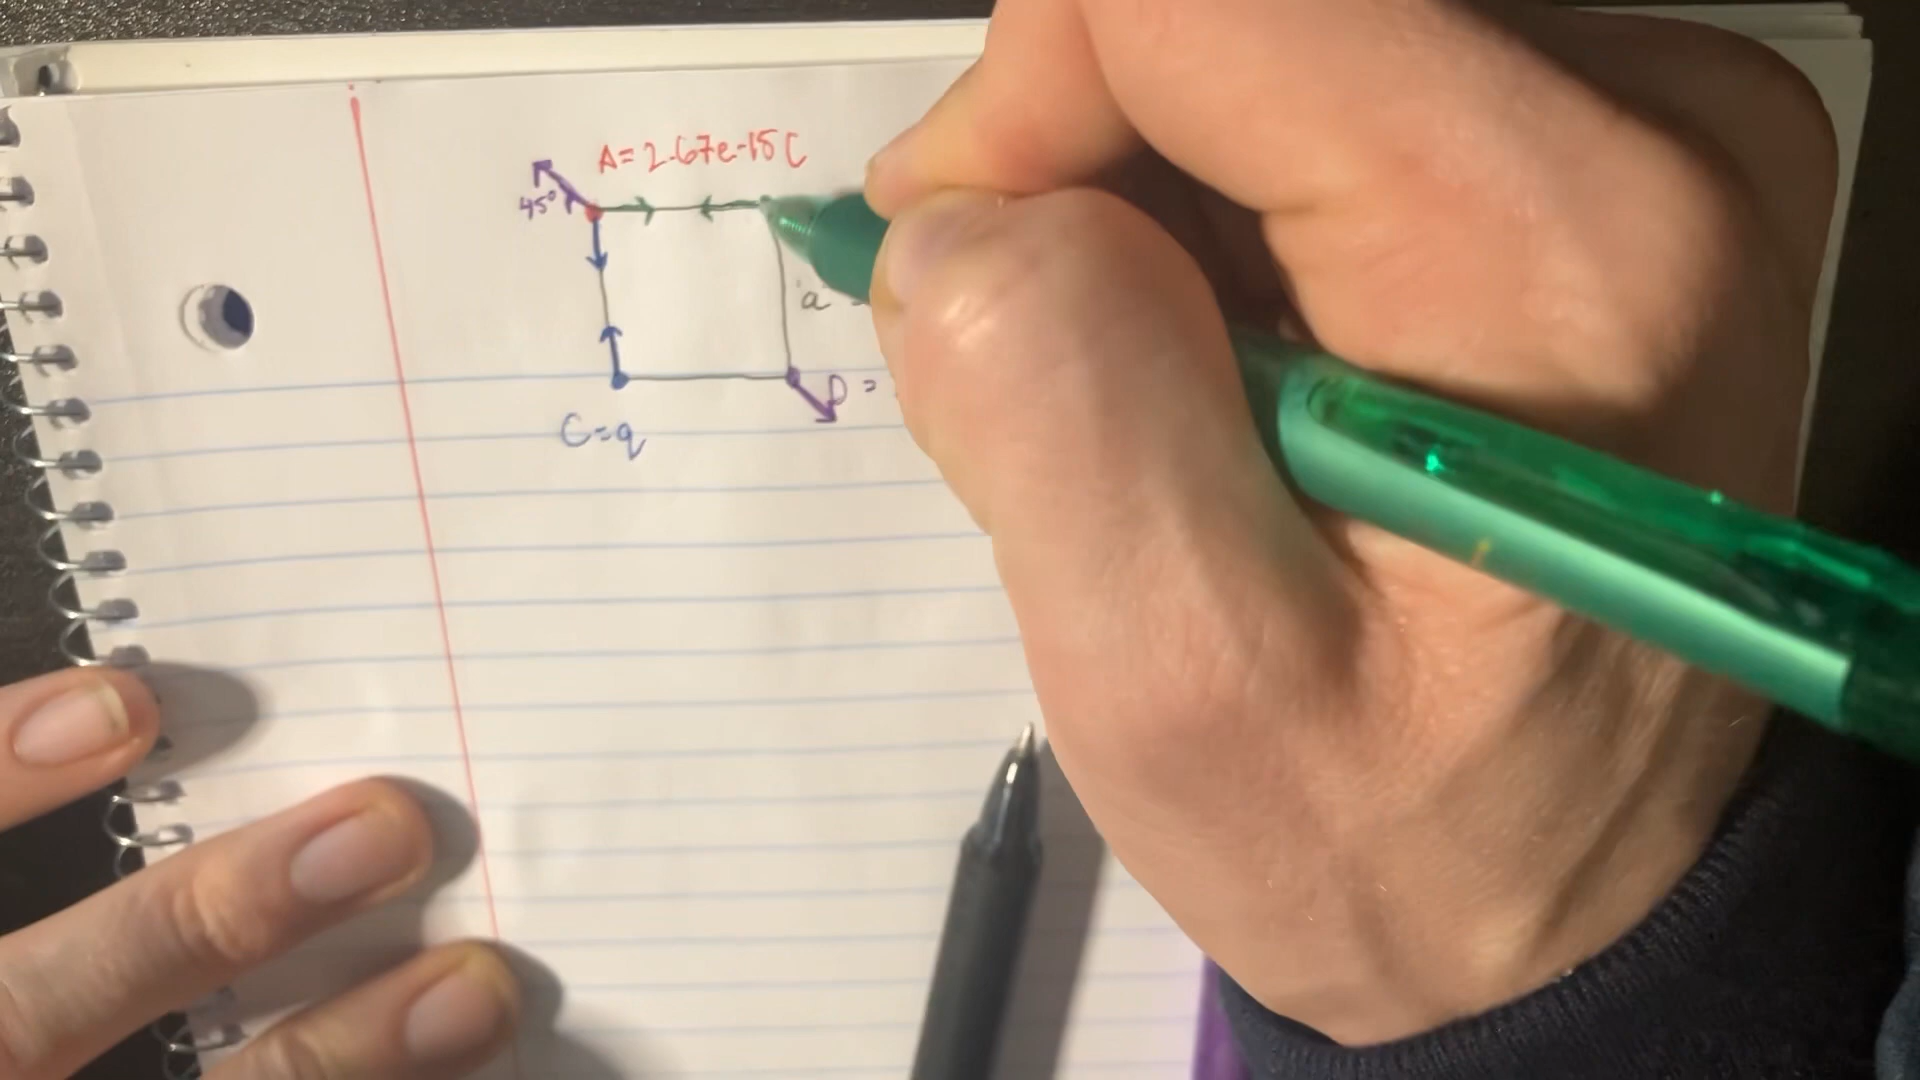 A=2.67e-15 C
45°
a =
D =
C=q